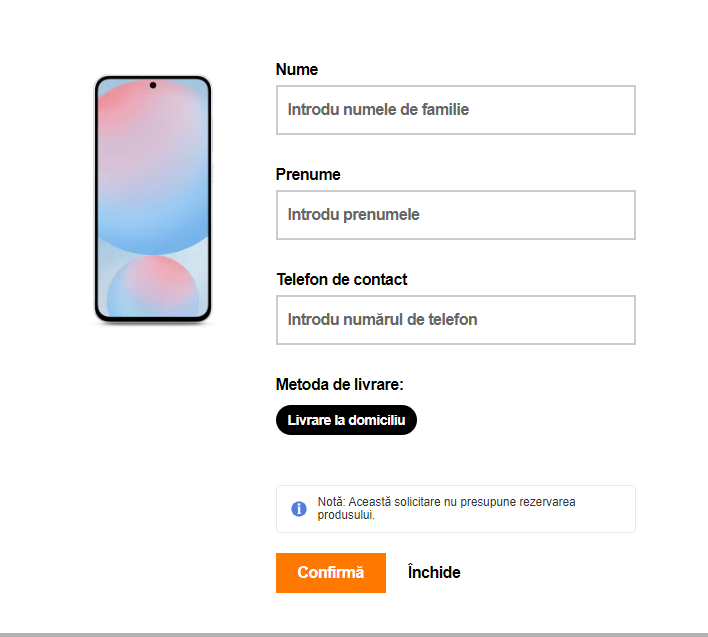 Nume
Introdu numele de familie
Prenume
Introdu prenumele
Telefon de contact
Introdu numărul de telefon
Metoda de livrare:
Livrare la domiciliu
Notă: Această solicitare nu presupune rezervarea
produsului.
Confirmă
Închide